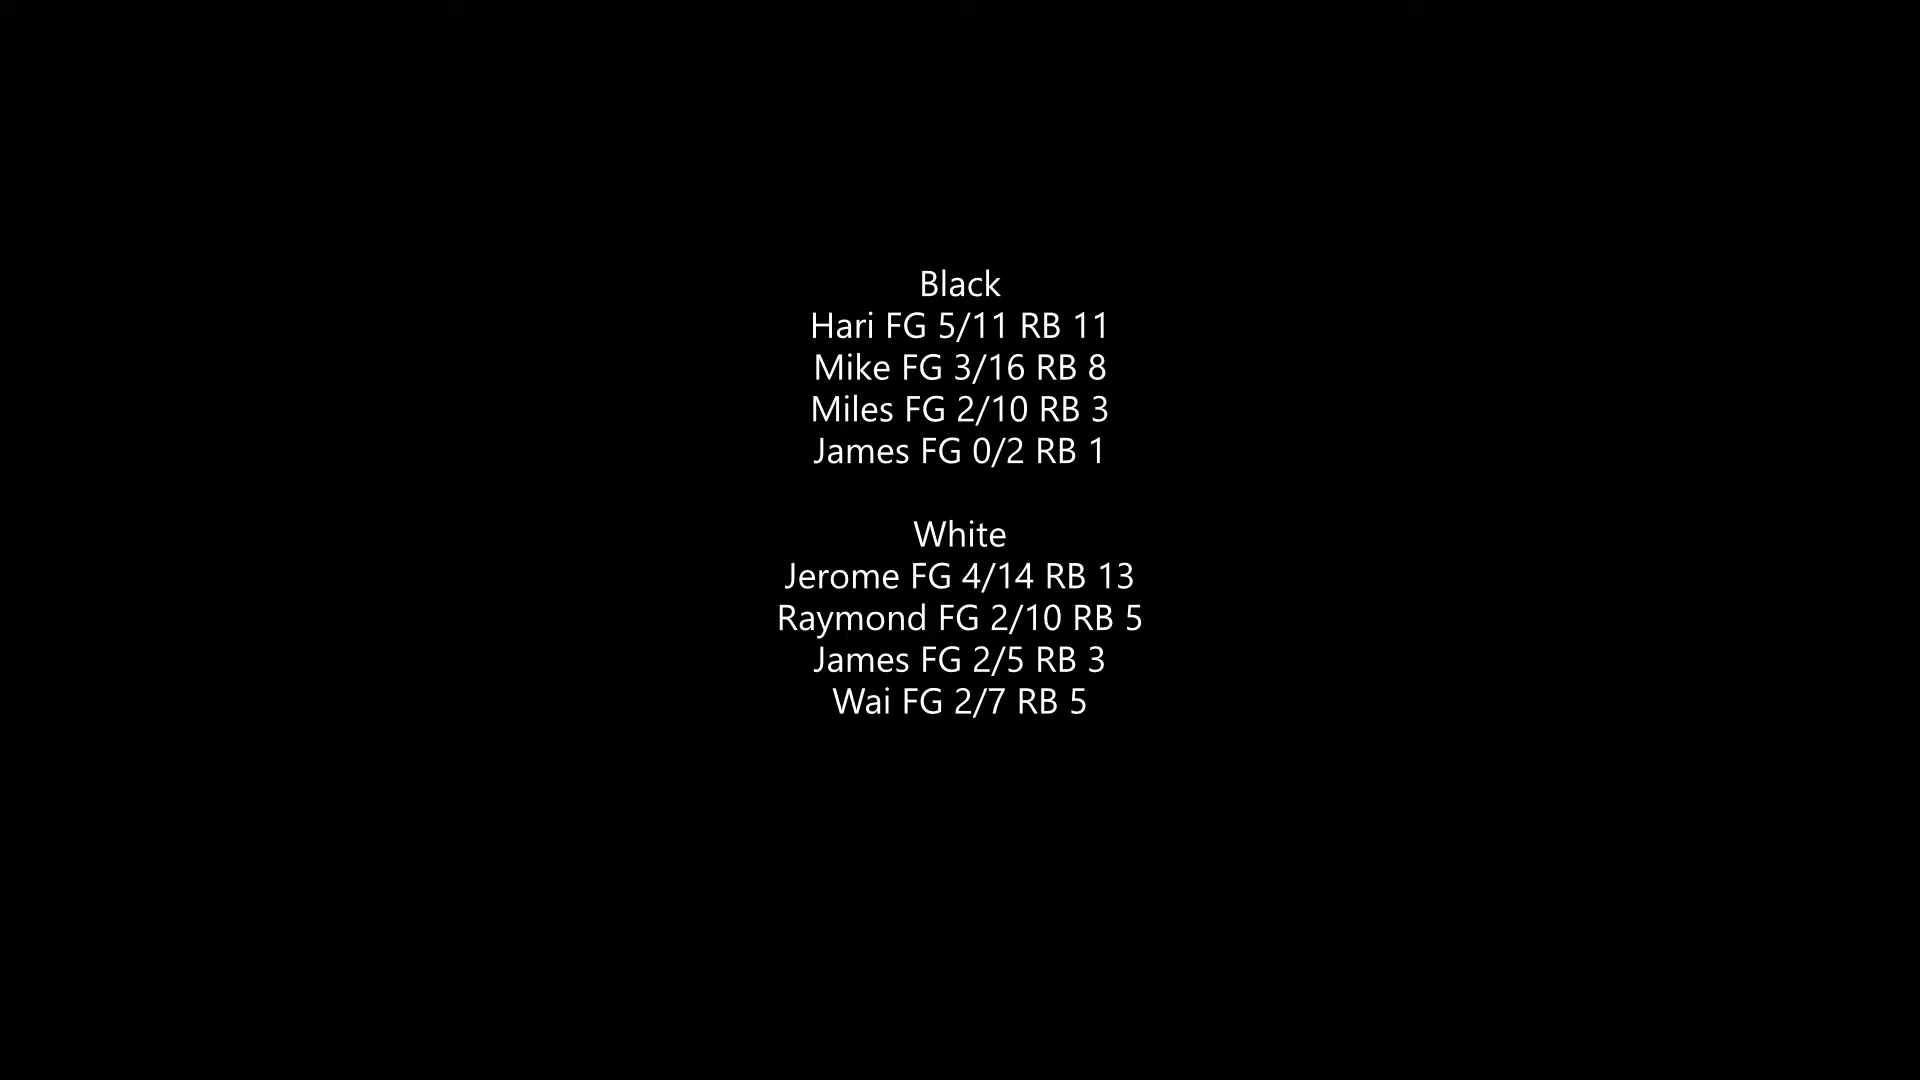 Black
Hari FG 5/11 RB 11
Mike FG 3/16 RB 8
Miles FG 2/10 RB 3
James FG 0/2 RB 1
White
Jerome FG 4/14 RB 13
Raymond FG 2/10 RB 5
James FG 2/5 RB 3
Wai FG 2/7 RB 5